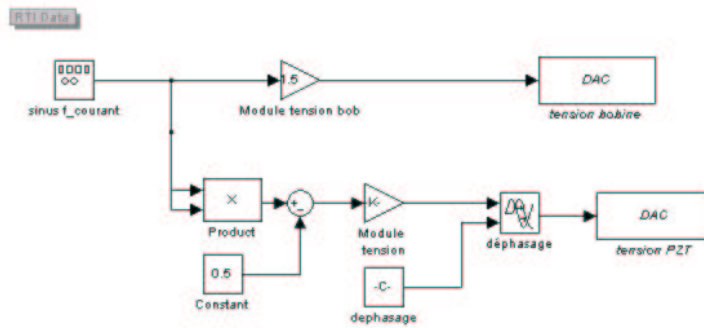 RTI Data
sinus f_courant
1.5
Module tension bob
DAC
tension bobine
×
Product
+
-
K-
Module
tension
déphasage
DAC
tension PZT
0.5
Constant
-C-
dephasage